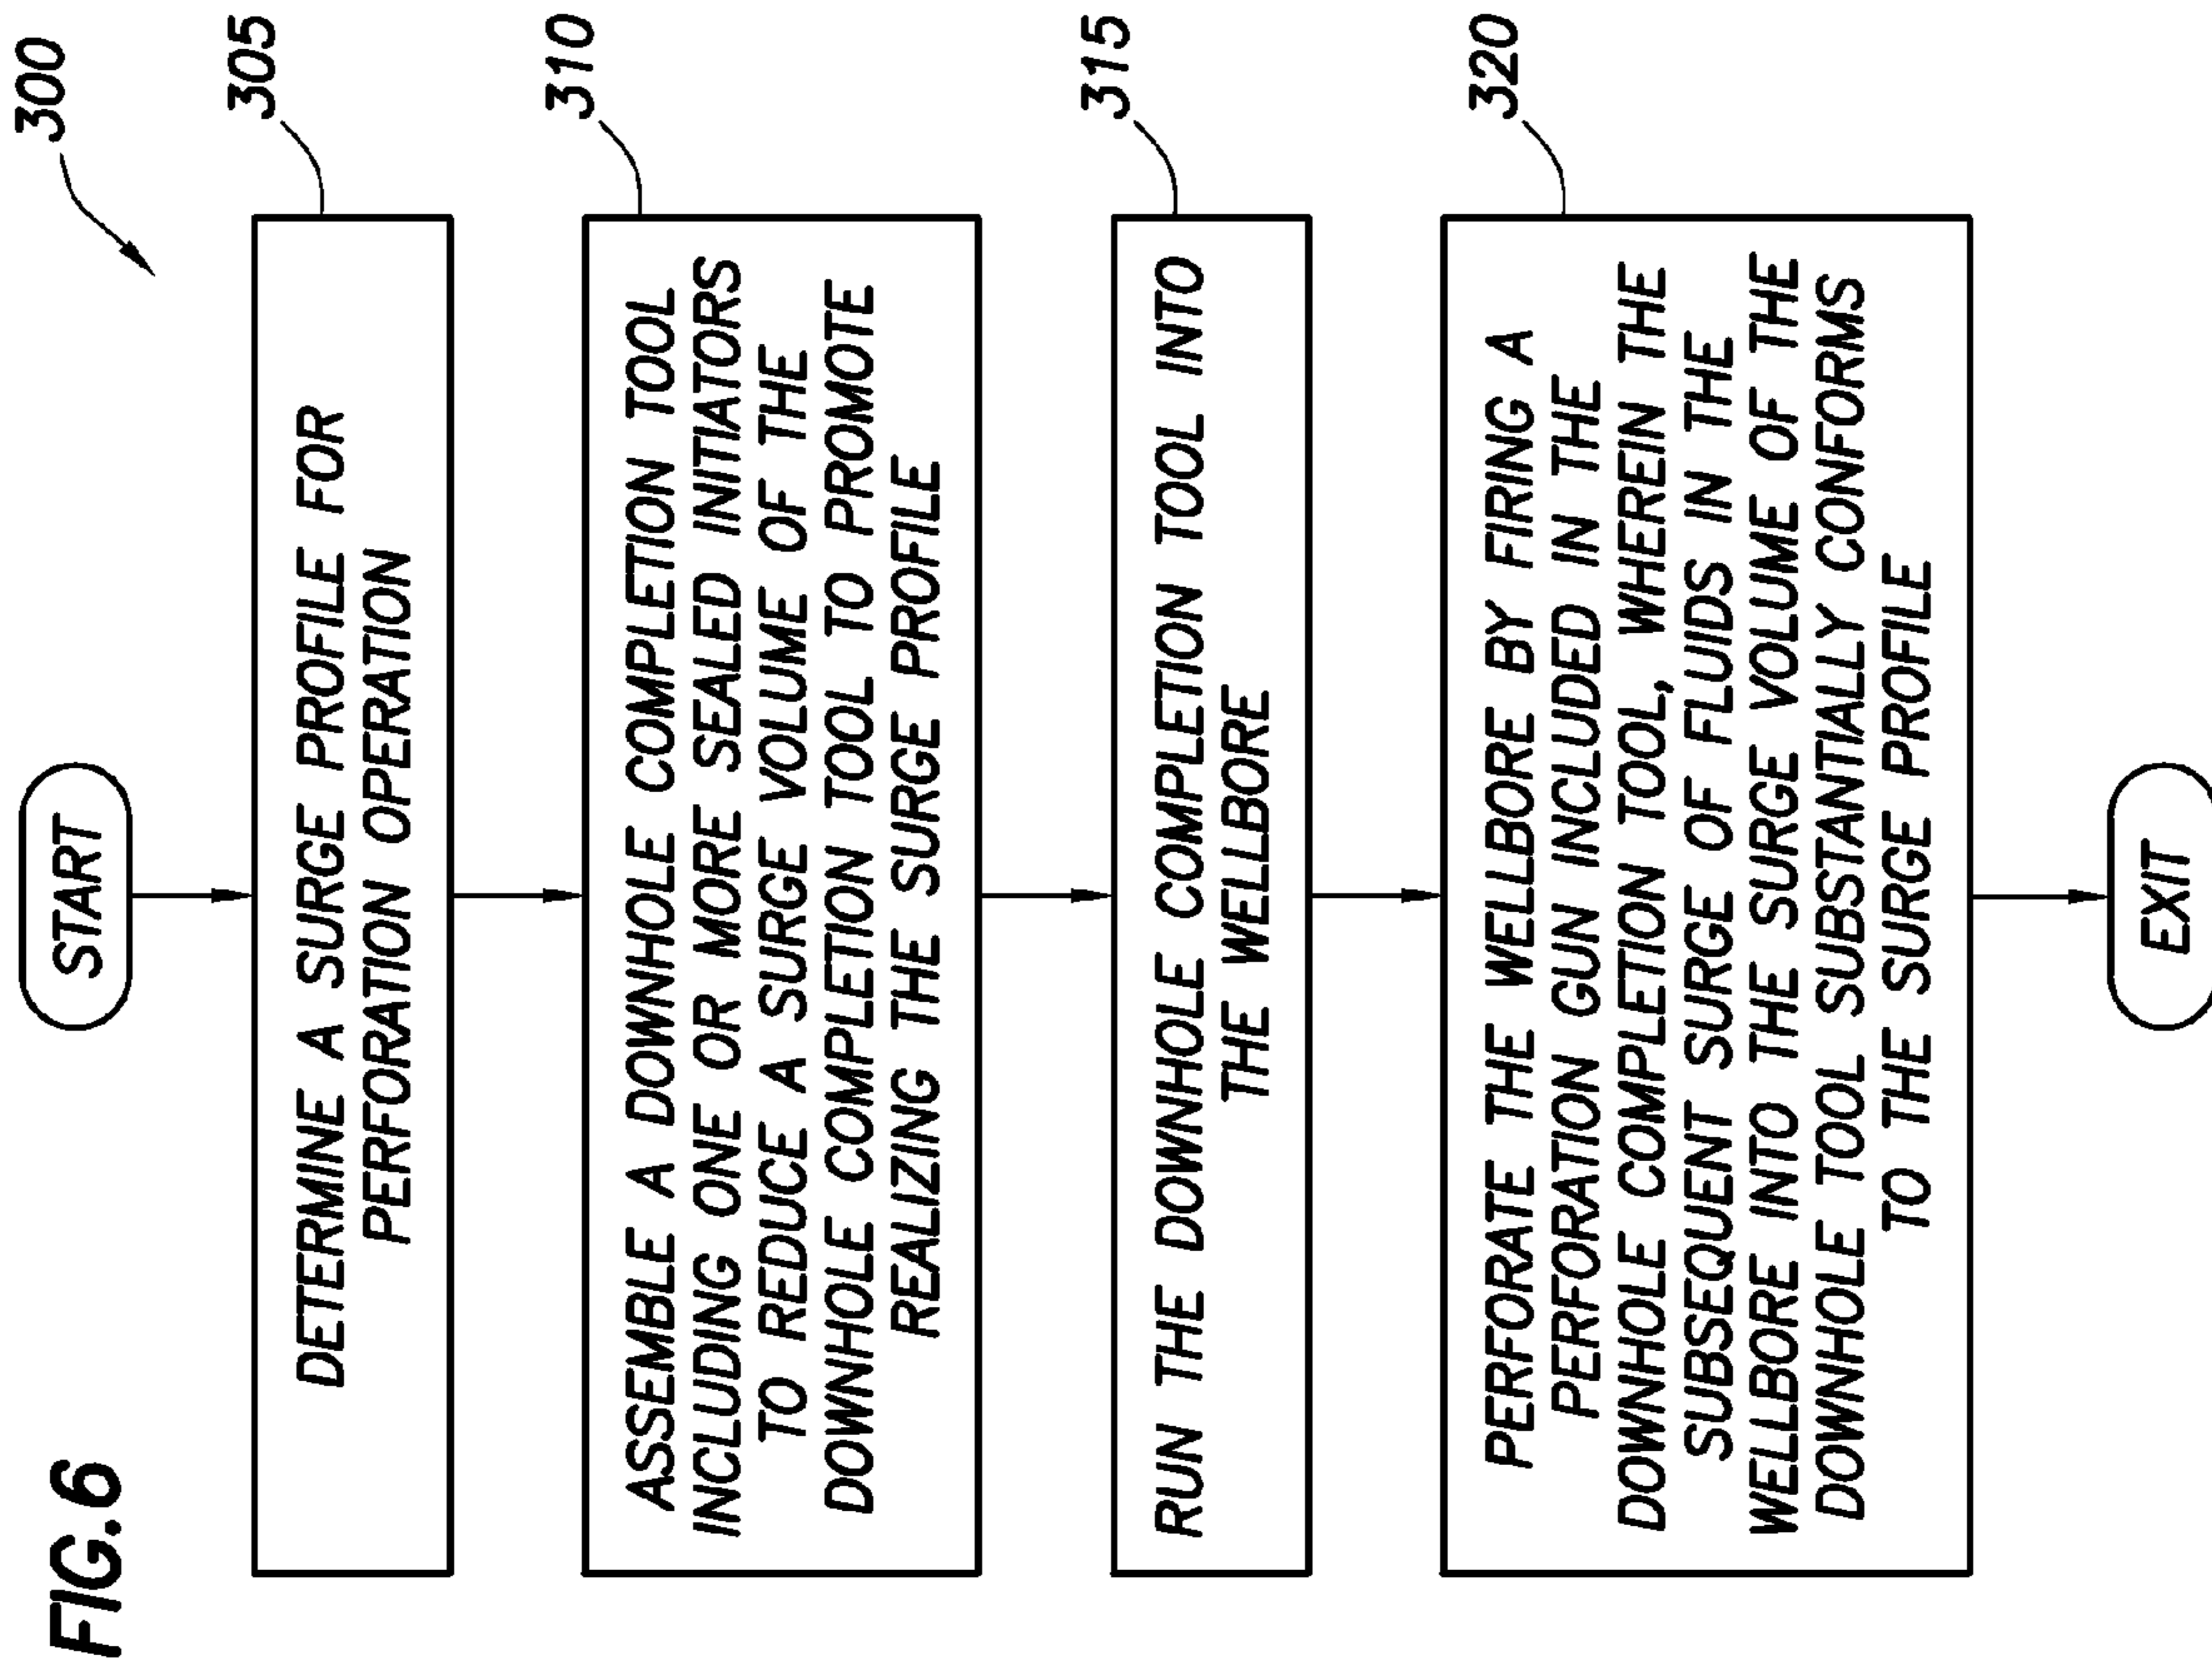 FIG.6
300
START
305
DETERMINE A SURGE PROFILE FOR
PERFORATION OPERATION
310
ASSEMBLE A DOWNHOLE COMPLETION TOOL
INCLUDING ONE OR MORE SEALED INITIATORS
TO REDUCE A SURGE VOLUME OF THE
DOWNHOLE COMPLETION TOOL TO PROMOTE
REALIZING THE SURGE PROFILE
315
RUN THE DOWNHOLE COMPLETION TOOL INTO
THE WELLBORE
320
PERFORATE THE WELLBORE BY FIRING A
PERFORATION GUN INCLUDED IN THE
DOWNHOLE COMPLETION TOOL, WHEREIN THE
SUBSEQUENT SURGE OF FLUIDS IN THE
WELLBORE INTO THE SURGE VOLUME OF THE
DOWNHOLE TOOL SUBSTANTIALLY CONFORMS
TO THE SURGE PROFILE
EXIT